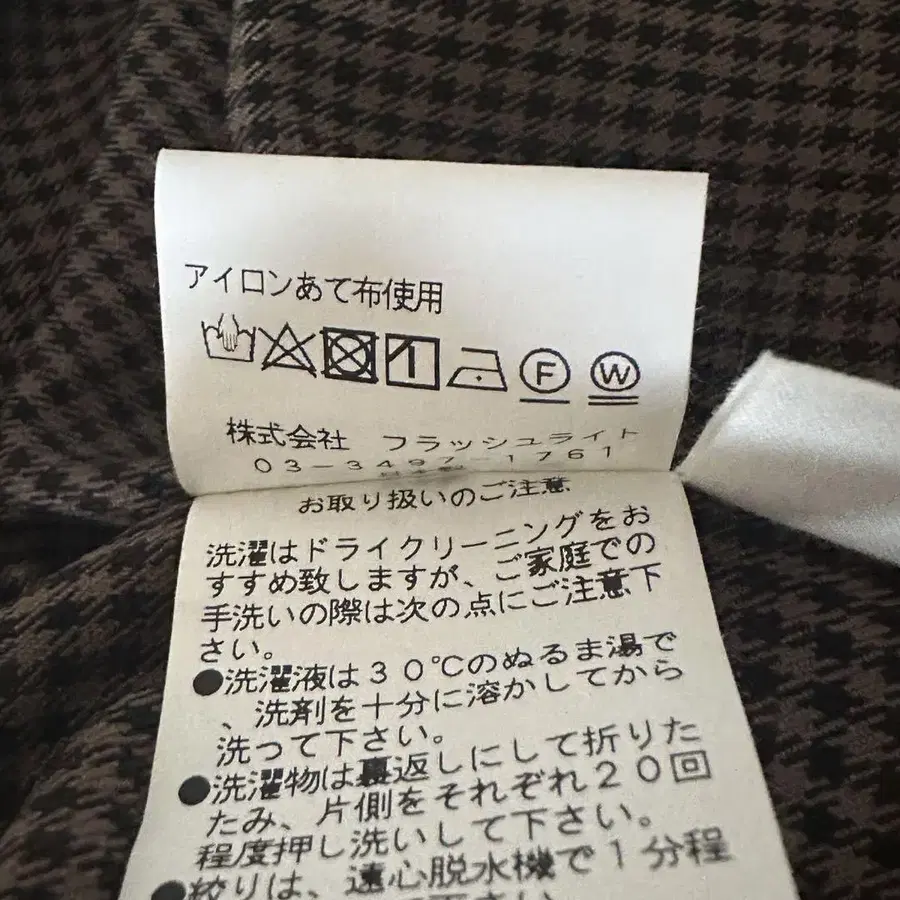 アイロンあて布使用
F W
株式会社 フラッシュライト
03-3497-1761
日本製
お取り扱いのご注意
洗濯はドライクリーニングをお
すすめ致しますが、ご家庭での
手洗いの際は次の点にご注意下
さい。
●洗濯液は30℃のぬるま湯で
、洗剤を十分に溶かしてから
洗って下さい。
●洗濯物は裏返しにして折りた
たみ、片側をそれぞれ20回
程度押し洗いして下さい。
●絞りは、遠心脱水機で1分程